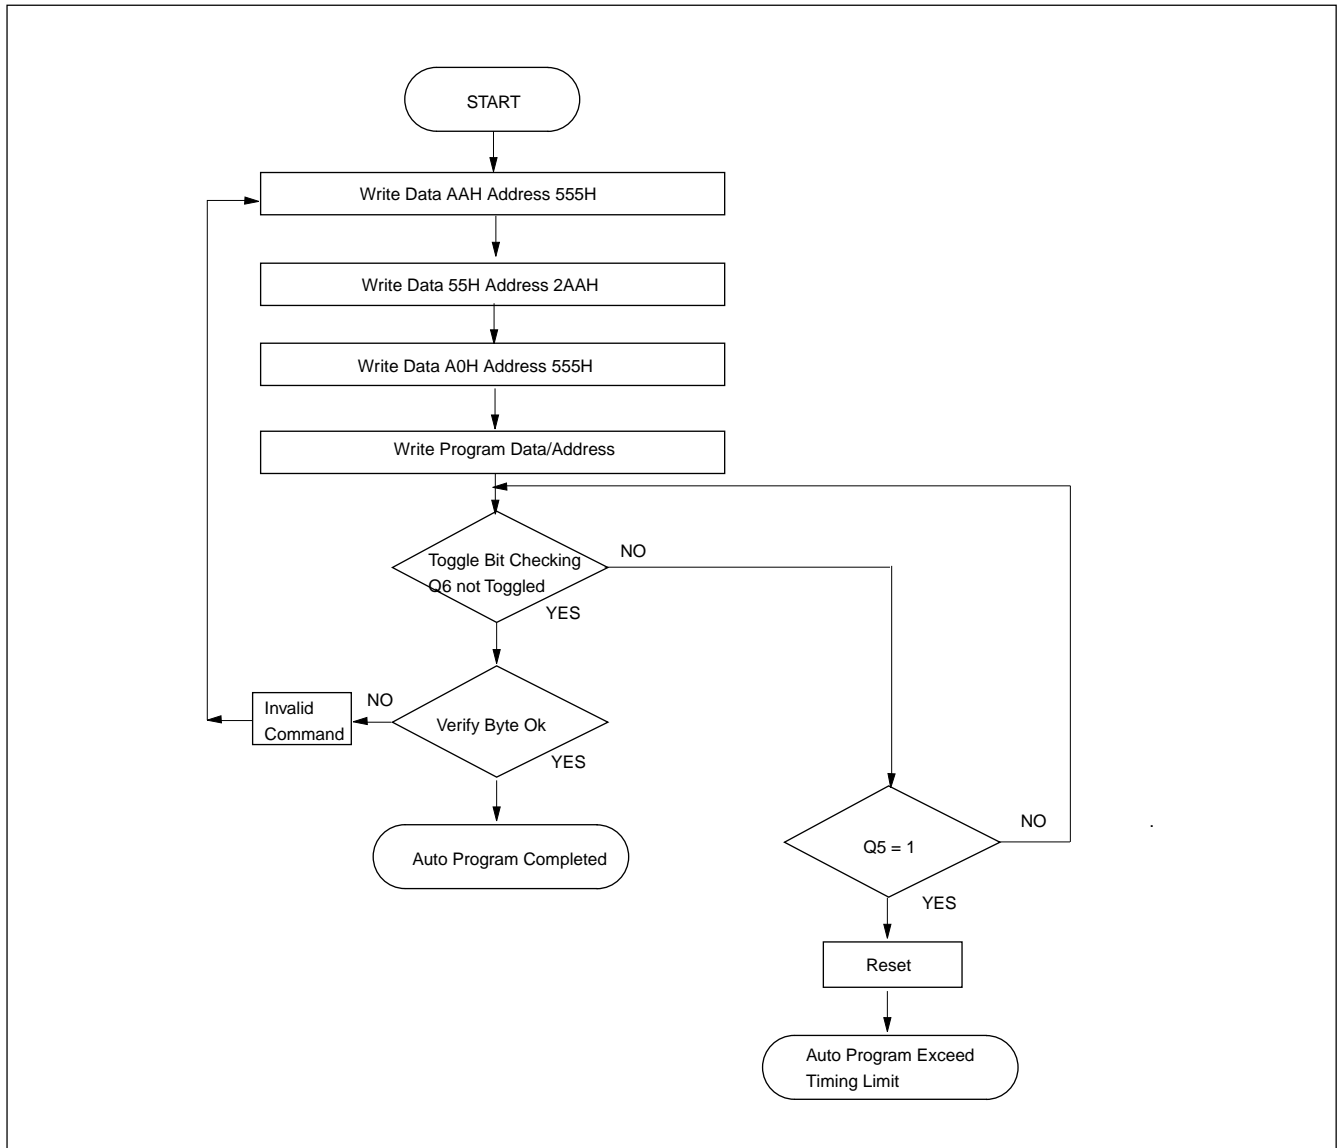 START
Write Data AAH Address 555H
Write Data 55H Address 2AAH
Write Data A0H Address 555H
Write Program Data/Address
Toggle Bit Checking
Q6 not Toggled
NO
YES
Invalid
Command
NO
Verify Byte Ok
YES
Auto Program Completed
Q5 = 1
NO
.
YES
Reset
Auto Program Exceed
Timing Limit